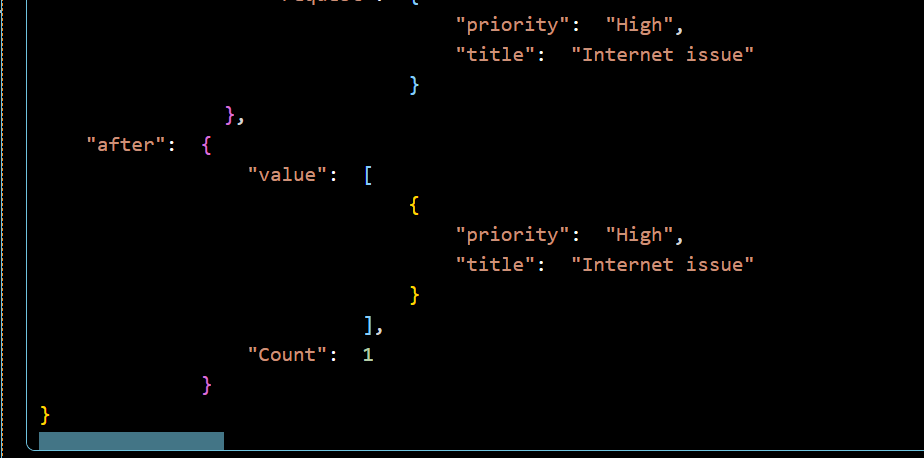 "priority":  "High",
"title":  "Internet issue"
}
},
"after":  {
"value":  [
{
"priority":  "High",
"title":  "Internet issue"
}
],
"Count":  1
}
}